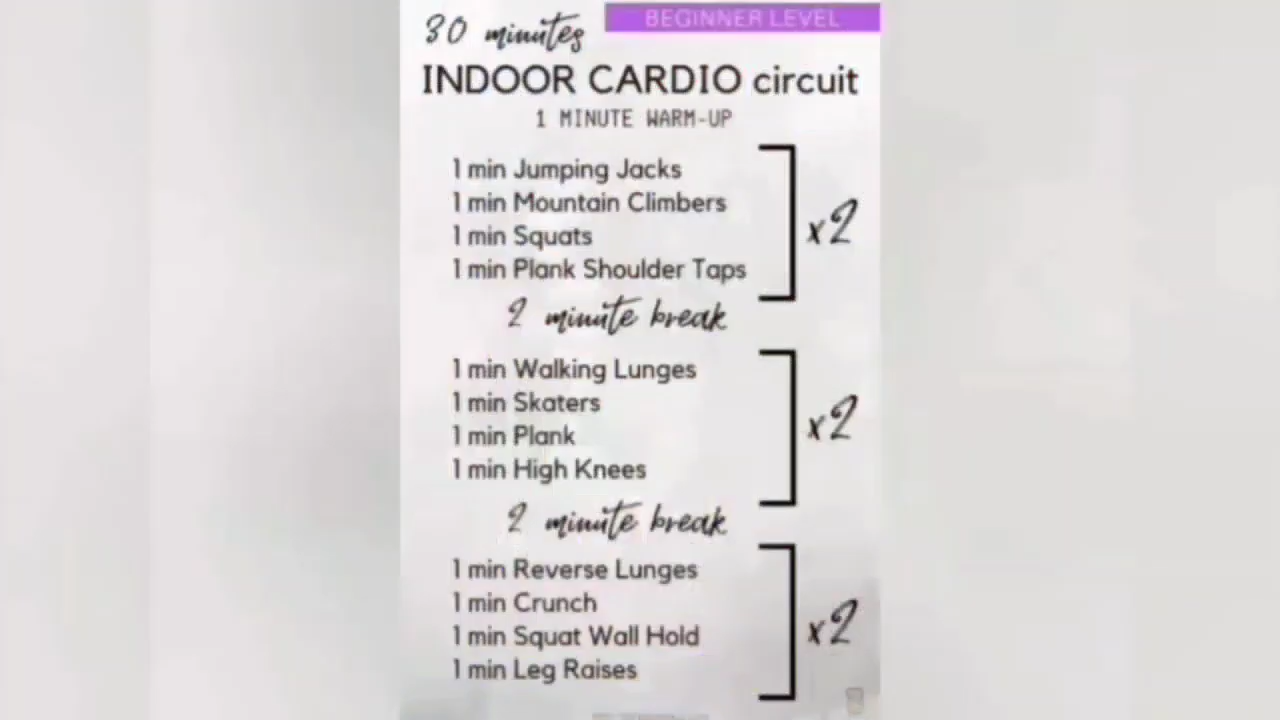 30 minutes
BEGINNER LEVEL
INDOOR CARDIO circuit
1 MINUTE WARM-UP
1 min Jumping Jacks
1 min Mountain Climbers
1 min Squats
1 min Plank Shoulder Taps
x2
2 minute break
1 min Walking Lunges
1 min Skaters
1 min Plank
1 min High Knees
x2
2 minute break
1 min Reverse Lunges
1 min Crunch
1 min Squat Wall Hold
1 min Leg Raises
x2